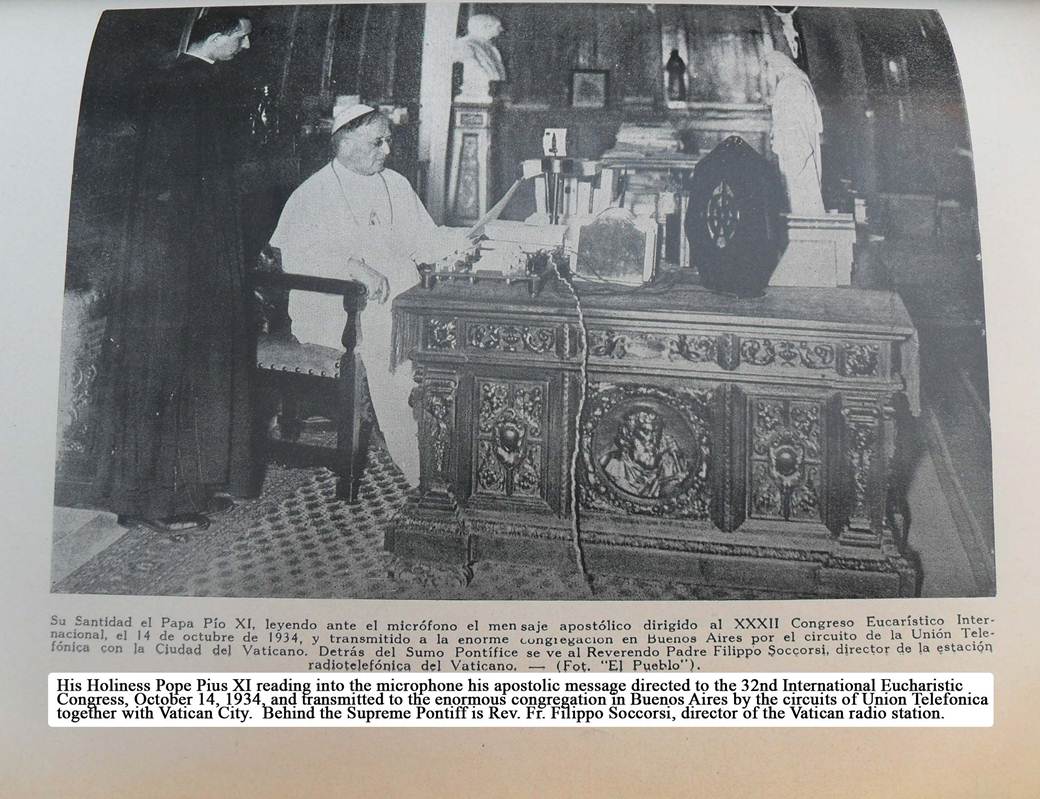 Su Santidad el Papa Pío XI, leyendo ante el micrófono el mensaje apostólico dirigido al XXXII Congreso Eucarístico Inter-
nacional, el 14 de octubre de 1934, y transmitido a la enorme congregacion en Buenos Aires por el circuito de la Unión Tele-
fónica con la Ciudad del Vaticano. Detrás del Sumo Pontífice se ve al Reverendo Padre Filippo Soccorsi, director de la estación
radiotelefónica del Vaticano. — (Fot. "El Pueblo").
His Holiness Pope Pius XI reading into the microphone his apostolic message directed to the 32nd International Eucharistic
Congress, October 14, 1934, and transmitted to the enormous congregation in Buenos Aires by the circuits of Union Telefonica
together with Vatican City. Behind the Supreme Pontiff is Rev. Fr. Filippo Soccorsi, director of the Vatican radio station.